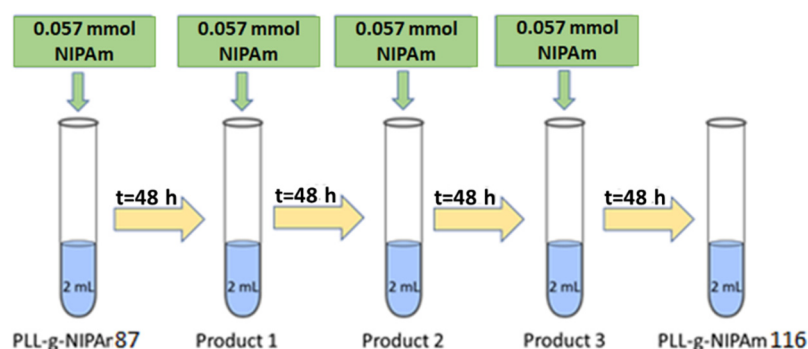 0.057 mmol
NIPAm
0.057 mmol
NIPAm
0.057 mmol
NIPAm
0.057 mmol
NIPAm
t=48 h
t=48 h
t=48 h
t=48 h
2 mL
2 mL
2 mL
2 mL
2 mL
PLL-g-NIPAr87
Product 1
Product 2
Product 3
PLL-g-NIPAm 116